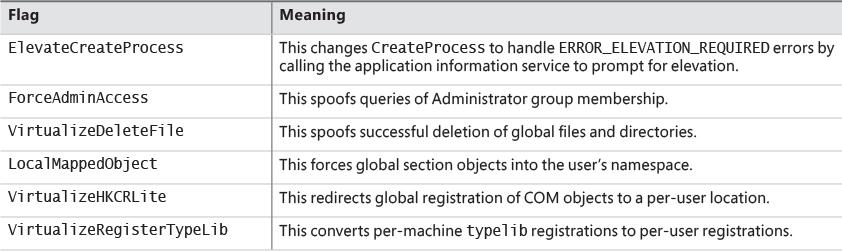 Flag Meaning
ElevateCreateProcess This changes CreateProcess to handle ERROR_ELEVATION_REQUIRED errors by
calling the application information service to prompt for elevation.
ForceAdminAccess This spoofs queries of Administrator group membership.
VirtualizeDeleteFile This spoofs successful deletion of global files and directories.
LocalMappedObject This forces global section objects into the user’s namespace.
VirtualizeHKCRLite This redirects global registration of COM objects to a per-user location.
VirtualizeRegisterTypeLib This converts per-machine typelib registrations to per-user registrations.